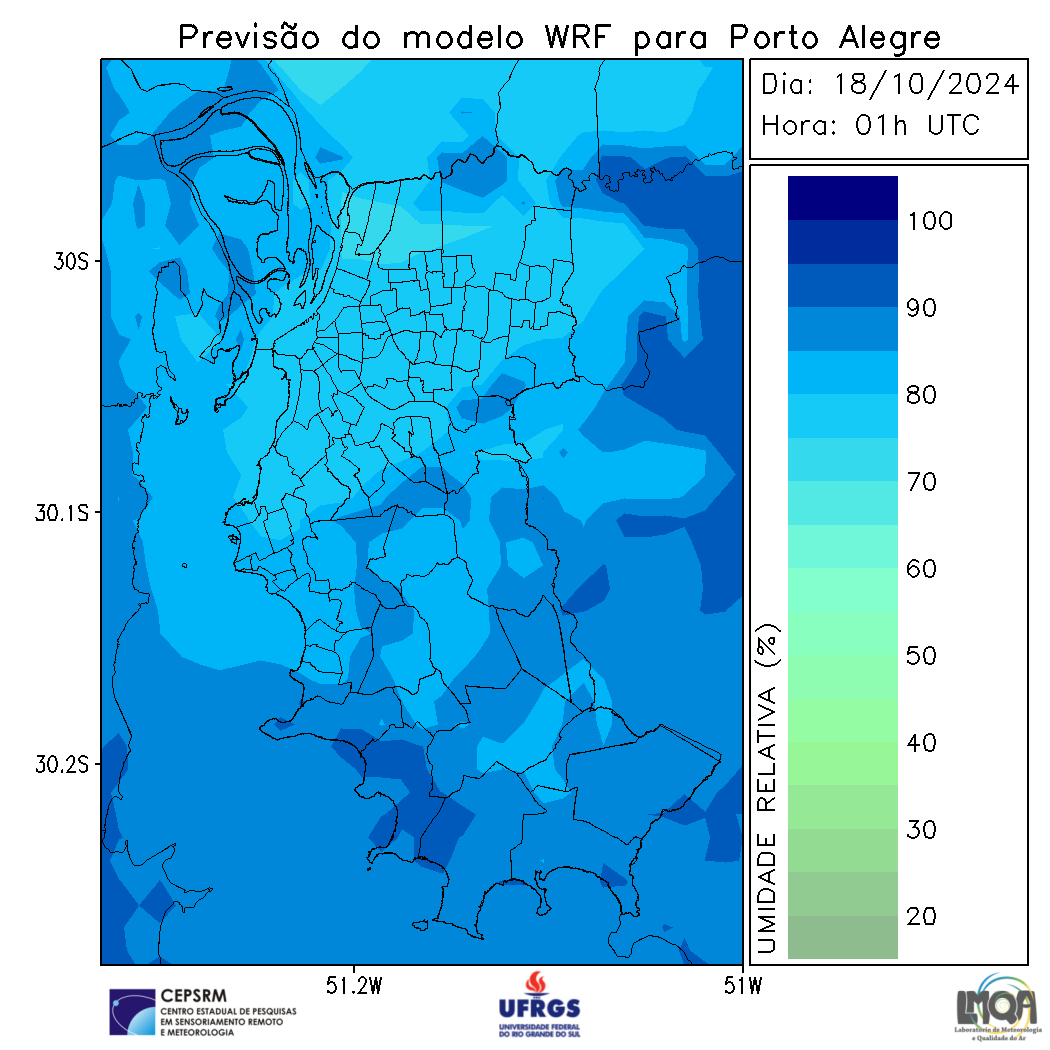 Previsão do modelo WRF para Porto Alegre
Dia: 18/10/2024
Hora: 01h UTC
100
90
80
70
60
50
40
30
20
UMIDADE RELATIVA (%)
30S
30.1S
30.2S
51.2W
51W
CEPSRM
CENTRO ESTADUAL DE PESQUISAS
EM SENSORIAMENTO REMOTO
E METEOROLOGIA
UFRGS
UNIVERSIDADE FEDERAL
DO RIO GRANDE DO SUL
LMQA
Laboratório de Meteorologia
e Qualidade do Ar